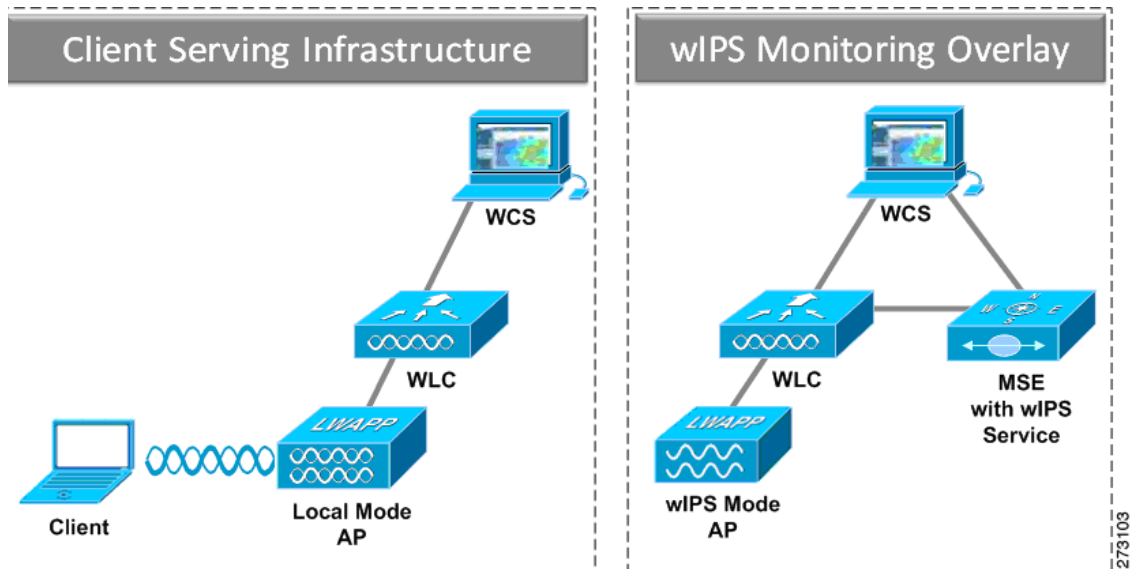 Client Serving Infrastructure
WCS
WLC
LWAPP
Client
Local Mode
AP
wIPS Monitoring Overlay
WCS
N
W
E
S
WLC
MSE
with wIPS
Service
LWAPP
wIPS Mode
AP
273103